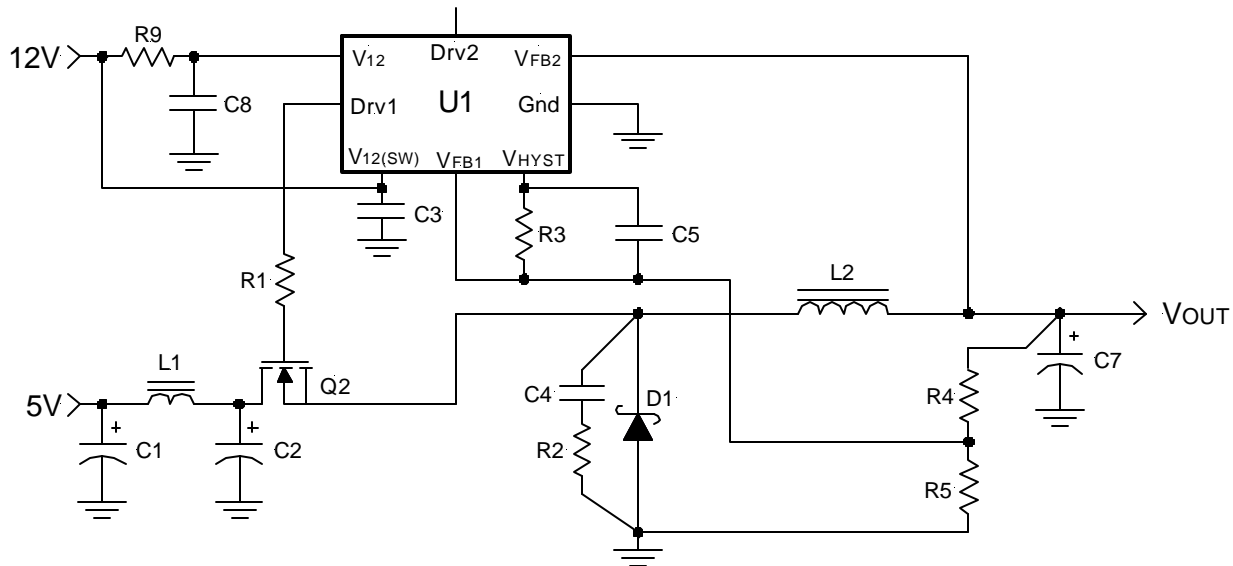 12V
R9
C8
V12
Drv2
VFB2
Drv1
U1
Gnd
V12(SW)
VFB1
VHYST
C3
R3
C5
R1
L2
VOUT
L1
Q2
5V
+
C1
+
C2
C4
D1
R2
R4
+
C7
R5